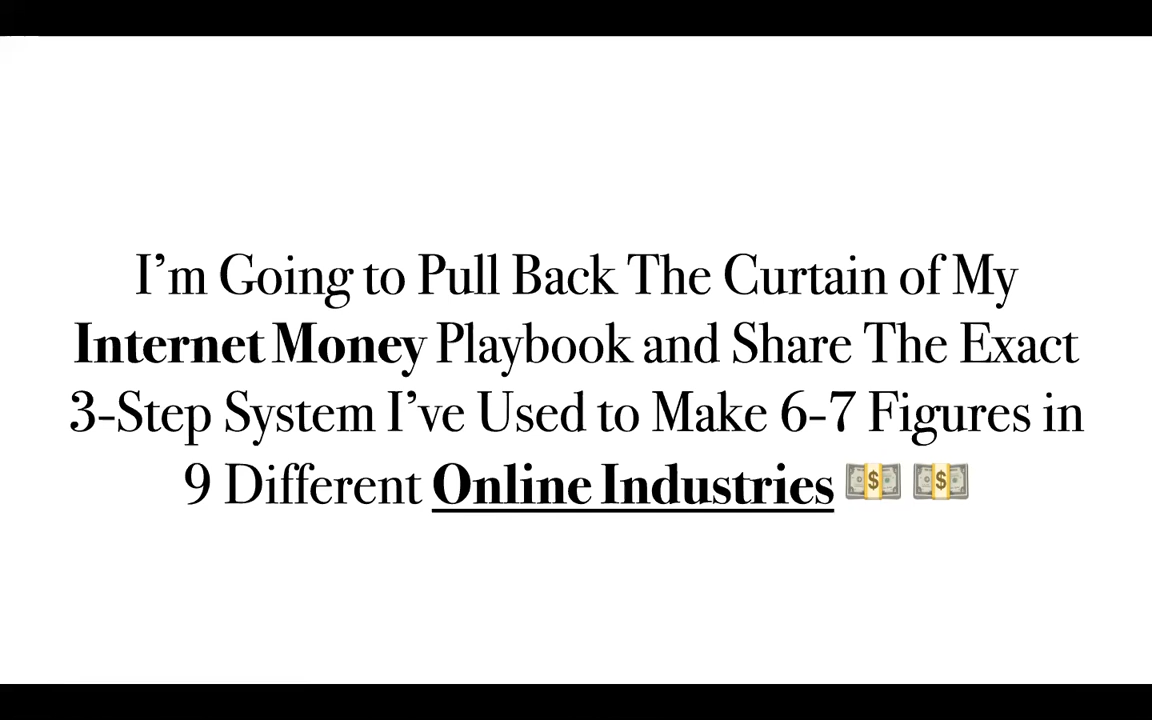 I’m Going to Pull Back The Curtain of My
Internet Money Playbook and Share The Exact
3-Step System I’ve Used to Make 6-7 Figures in
9 Different Online Industries 💵 💵